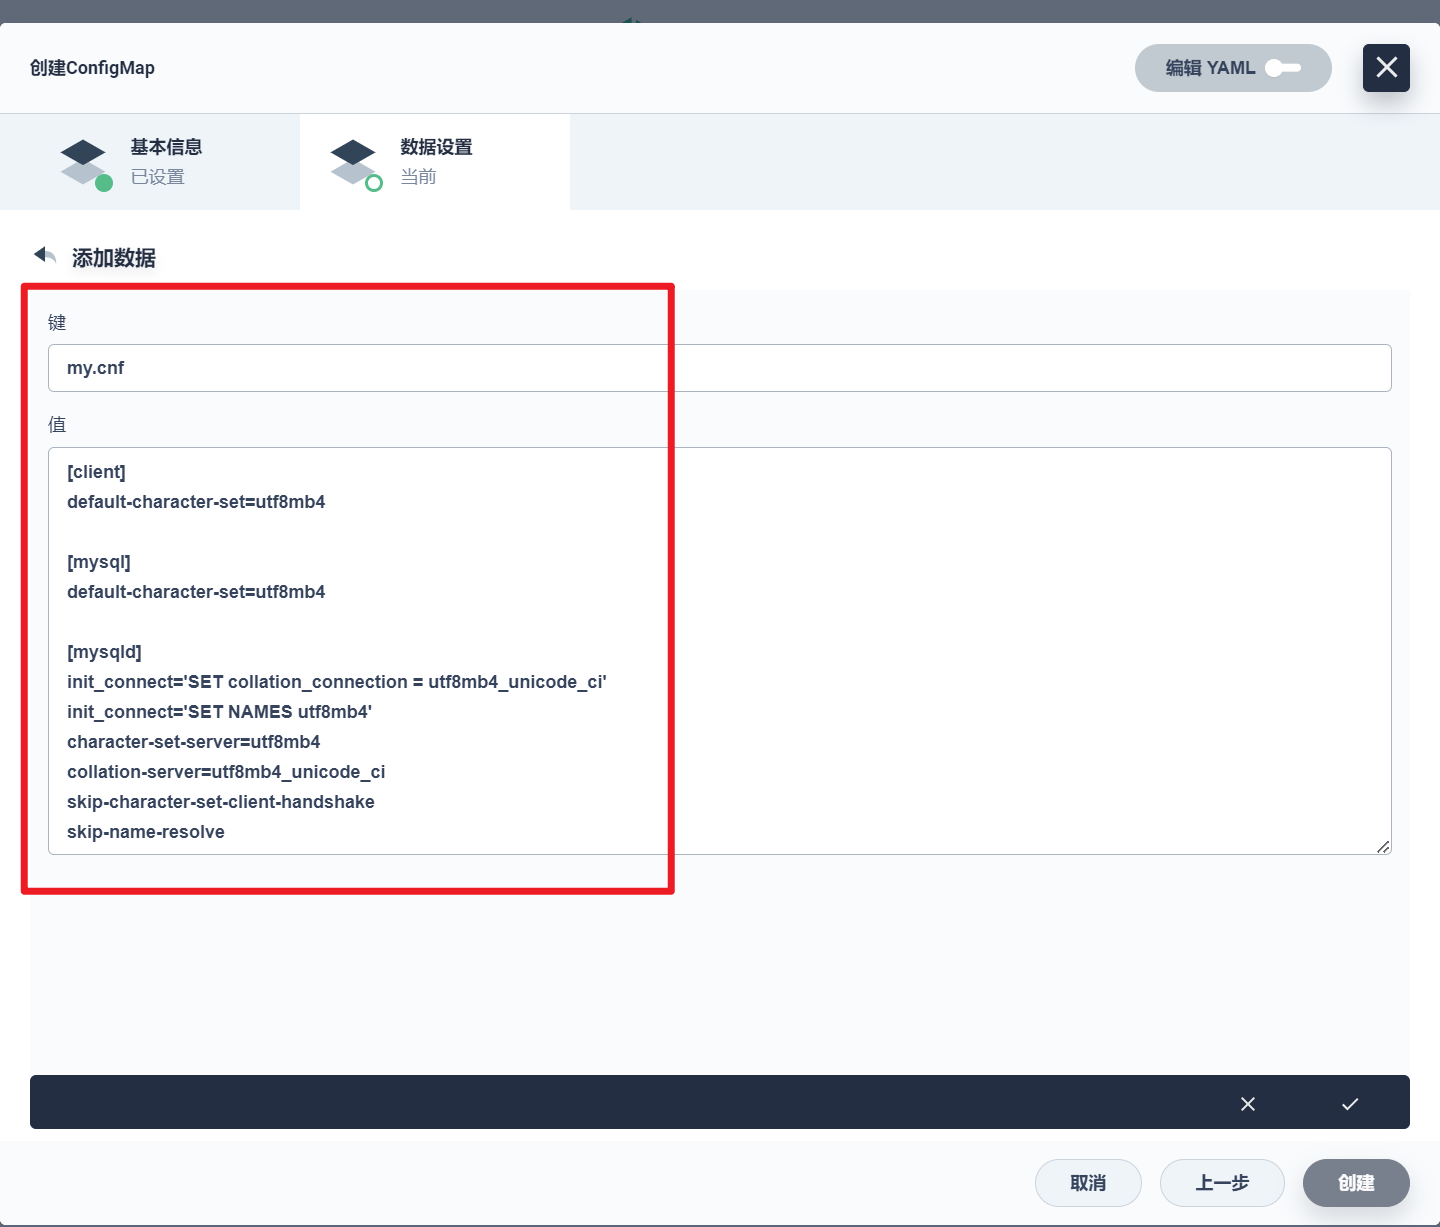 创建ConfigMap
编辑 YAML
基本信息
已设置
数据设置
当前
添加数据
键
my.cnf
值
[client]
default-character-set=utf8mb4
[mysql]
default-character-set=utf8mb4
[mysqld]
init_connect='SET collation_connection = utf8mb4_unicode_ci'
init_connect='SET NAMES utf8mb4'
character-set-server=utf8mb4
collation-server=utf8mb4_unicode_ci
skip-character-set-client-handshake
skip-name-resolve
取消
上一步
创建